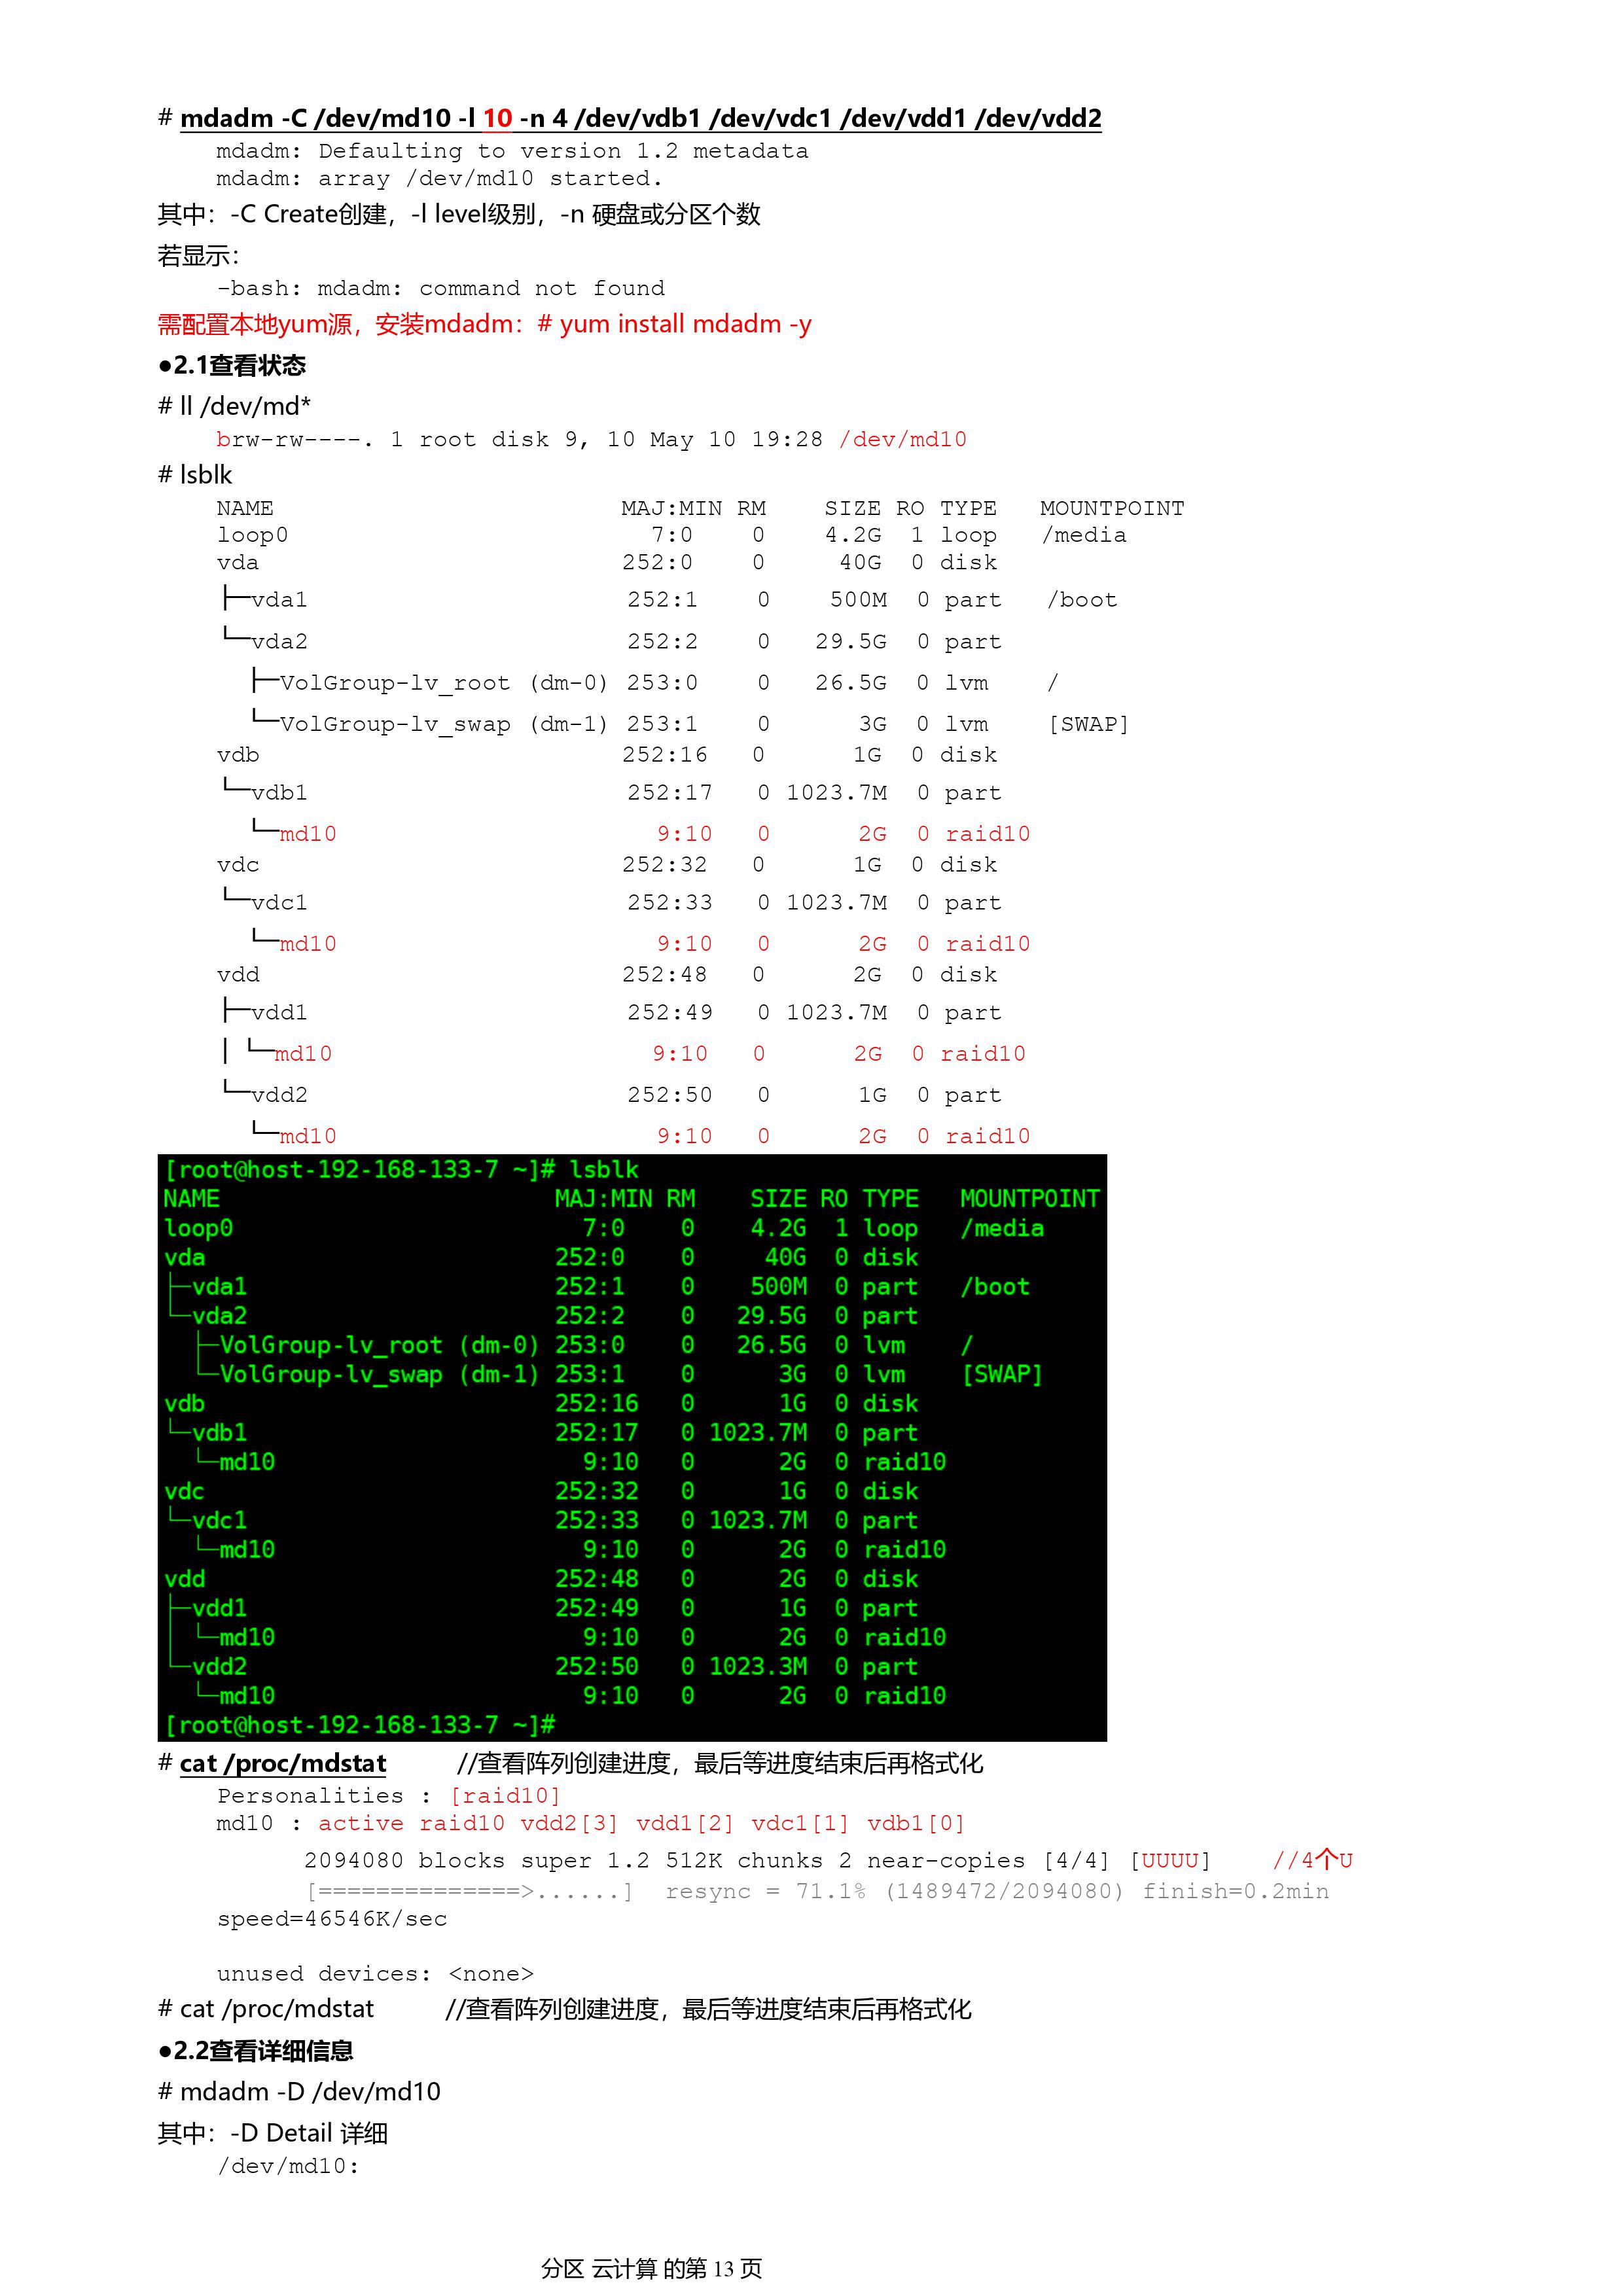 # mdadm -C /dev/md10 -l 10 -n 4 /dev/vdb1 /dev/vdc1 /dev/vdd1 /dev/vdd2
mdadm: Defaulting to version 1.2 metadata
mdadm: array /dev/md10 started.
其中：-C Create创建，-l level级别，-n 硬盘或分区个数
若显示：
-bash: mdadm: command not found
需配置本地yum源，安装mdadm：# yum install mdadm -y
●2.1查看状态
# ll /dev/md*
brw-rw----. 1 root disk 9, 10 May 10 19:28 /dev/md10
# lsblk
NAME                        MAJ:MIN RM    SIZE RO TYPE   MOUNTPOINT
loop0                         7:0    0    4.2G  1 loop   /media
vda                         252:0    0     40G  0 disk
├─vda1                      252:1    0    500M  0 part   /boot
└─vda2                      252:2    0   29.5G  0 part
  ├─VolGroup-lv_root (dm-0) 253:0    0   26.5G  0 lvm    /
  └─VolGroup-lv_swap (dm-1) 253:1    0      3G  0 lvm    [SWAP]
vdb                         252:16   0      1G  0 disk
└─vdb1                      252:17   0 1023.7M  0 part
  └─md10                      9:10   0      2G  0 raid10
vdc                         252:32   0      1G  0 disk
└─vdc1                      252:33   0 1023.7M  0 part
  └─md10                      9:10   0      2G  0 raid10
vdd                         252:48   0      2G  0 disk
├─vdd1                      252:49   0 1023.7M  0 part
│ └─md10                      9:10   0      2G  0 raid10
└─vdd2                      252:50   0      1G  0 part
  └─md10                      9:10   0      2G  0 raid10
[root@host-192-168-133-7 ~]# lsblk
NAME                        MAJ:MIN RM    SIZE RO TYPE   MOUNTPOINT
loop0                         7:0    0    4.2G  1 loop   /media
vda                         252:0    0     40G  0 disk
├─vda1                      252:1    0    500M  0 part   /boot
└─vda2                      252:2    0   29.5G  0 part
  ├─VolGroup-lv_root (dm-0) 253:0    0   26.5G  0 lvm    /
  └─VolGroup-lv_swap (dm-1) 253:1    0      3G  0 lvm    [SWAP]
vdb                         252:16   0      1G  0 disk
└─vdb1                      252:17   0 1023.7M  0 part
  └─md10                      9:10   0      2G  0 raid10
vdc                         252:32   0      1G  0 disk
└─vdc1                      252:33   0 1023.7M  0 part
  └─md10                      9:10   0      2G  0 raid10
vdd                         252:48   0      2G  0 disk
├─vdd1                      252:49   0      1G  0 part
│ └─md10                      9:10   0      2G  0 raid10
└─vdd2                      252:50   0 1023.3M  0 part
  └─md10                      9:10   0      2G  0 raid10
[root@host-192-168-133-7 ~]#
# cat /proc/mdstat //查看阵列创建进度，最后等进度结束后再格式化
Personalities : [raid10]
md10 : active raid10 vdd2[3] vdd1[2] vdc1[1] vdb1[0]
2094080 blocks super 1.2 512K chunks 2 near-copies [4/4] [UUUU] //4个U
[==============>......]  resync = 71.1% (1489472/2094080) finish=0.2min
speed=46546K/sec
unused devices: <none>
# cat /proc/mdstat //查看阵列创建进度，最后等进度结束后再格式化
●2.2查看详细信息
# mdadm -D /dev/md10
其中：-D Detail 详细
/dev/md10:
分区 云计算 的第 13 页